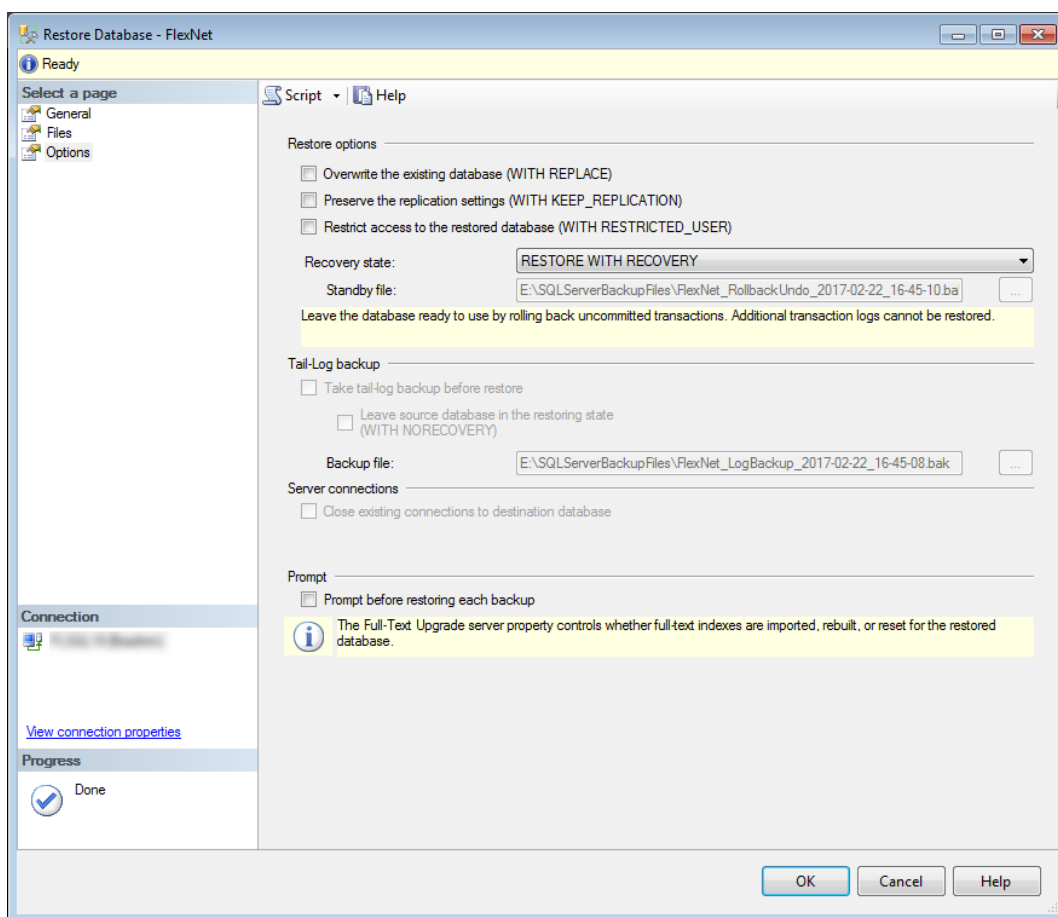 Restore Database - FlexNet
Ready
Select a page
General
Files
Options
Script
Help
Restore options
Overwrite the existing database (WITH REPLACE)
Preserve the replication settings (WITH KEEP_REPLICATION)
Restrict access to the restored database (WITH RESTRICTED_USER)
Recovery state:
RESTORE WITH RECOVERY
Standby file:
E:\SQLServerBackupFiles\FlexNet_RollbackUndo_2017-02-22_16-45-10.ba
...
Leave the database ready to use by rolling back uncommitted transactions. Additional transaction logs cannot be restored.
Tail-Log backup
Take tail-log backup before restore
Leave source database in the restoring state
(WITH NORECOVERY)
Backup file:
E:\SQLServerBackupFiles\FlexNet_LogBackup_2017-02-22_16-45-08.bak
...
Server connections
Close existing connections to destination database
Prompt
Prompt before restoring each backup
The Full-Text Upgrade server property controls whether full-text indexes are imported, rebuilt, or reset for the restored
database.
Connection
View connection properties
Progress
Done
OK
Cancel
Help